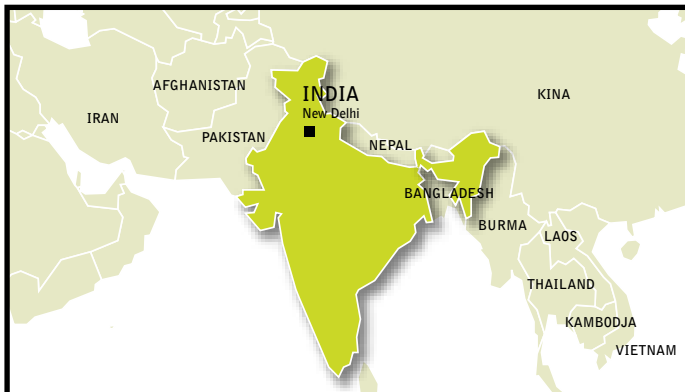 AFGHANISTAN
INDIA
KINA
New Delhi
IRAN
PAKISTAN
NEPAL
BANGLADESH
BURMA
LAOS
THAILAND
KAMBODJA
VIETNAM